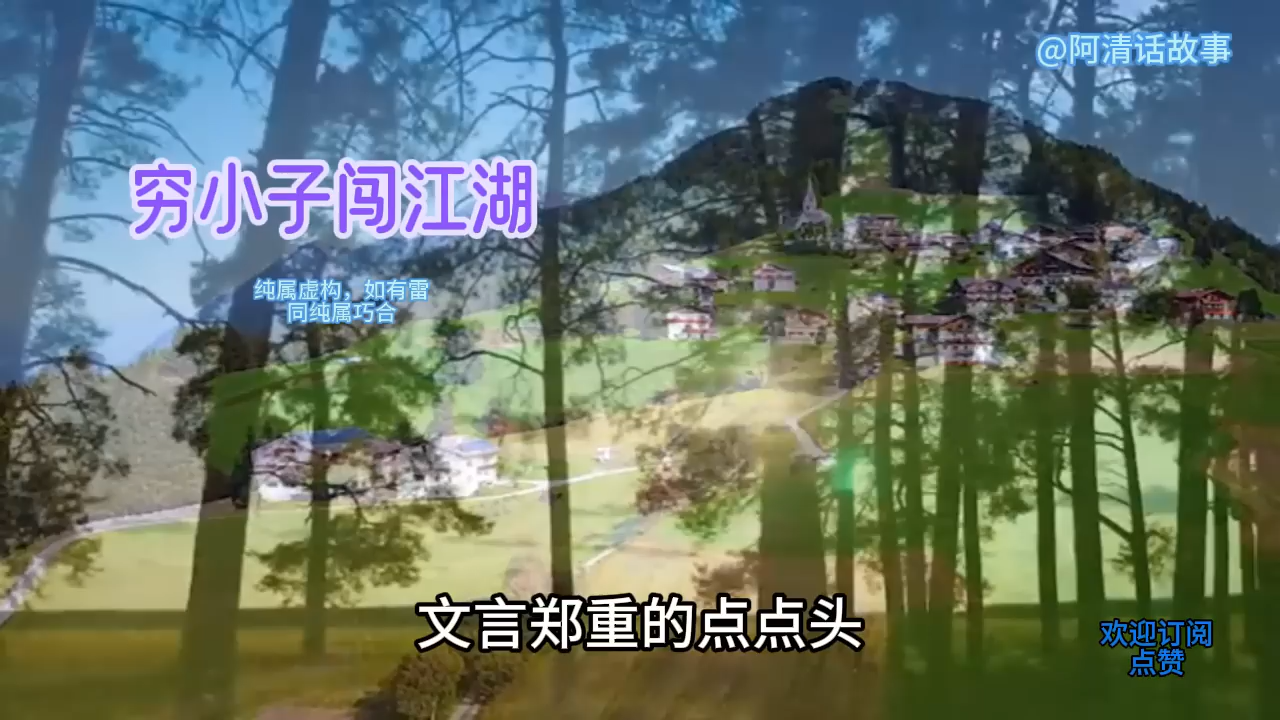 @阿清话故事
穷小子闯江湖
纯属虚构，如有雷
同纯属巧合
文言郑重的点点头
欢迎订阅
点赞